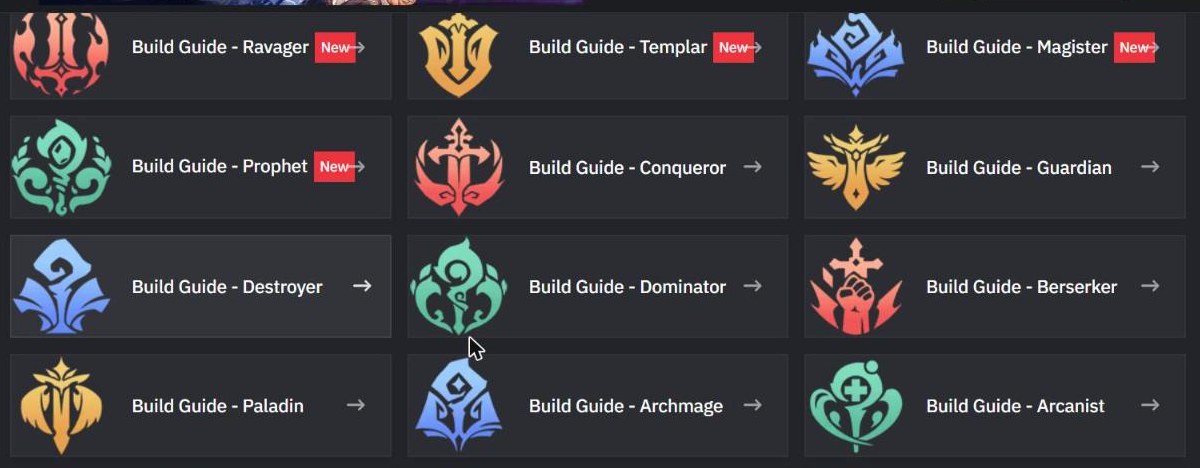 Build Guide - Ravager New
Build Guide - Templar New
Build Guide - Magister New
Build Guide - Prophet New
Build Guide - Conqueror
Build Guide - Guardian
Build Guide - Destroyer
Build Guide - Dominator
Build Guide - Berserker
Build Guide - Paladin
Build Guide - Archmage
Build Guide - Arcanist